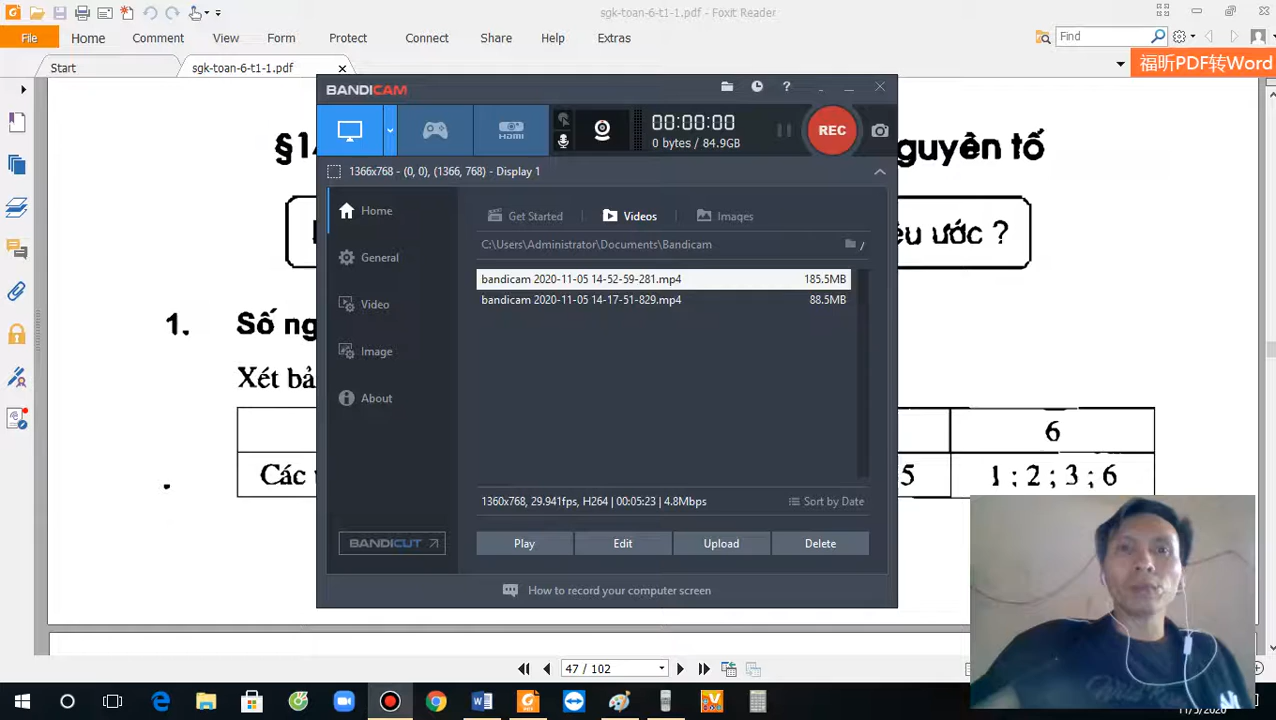 sgk-toan-6-t1-1.pdf - Foxit Reader
File Home Comment View Form Protect Connect Share Help Extras Find
Start sgk-toan-6-t1-1.pdf
福昕PDF转Word
BANDICAM
HDMI
00:00:00
0 bytes / 84.9GB
REC
1366x768 - (0, 0), (1366, 768) - Display 1
Home
General
Video
Image
About
BANDICUT
Get Started Videos Images
C:\Users\Administrator\Documents\Bandicam
bandicam 2020-11-05 14-52-59-281.mp4 185.5MB
bandicam 2020-11-05 14-17-51-829.mp4 88.5MB
1360x768, 29.941fps, H264 | 00:05:23 | 4.8Mbps Sort by Date
Play Edit Upload Delete
How to record your computer screen
guyên tố
ước ?
1. Số
Xét
6
Các
5 1 ; 2 ; 3 ; 6
47 / 102
11/5/2020